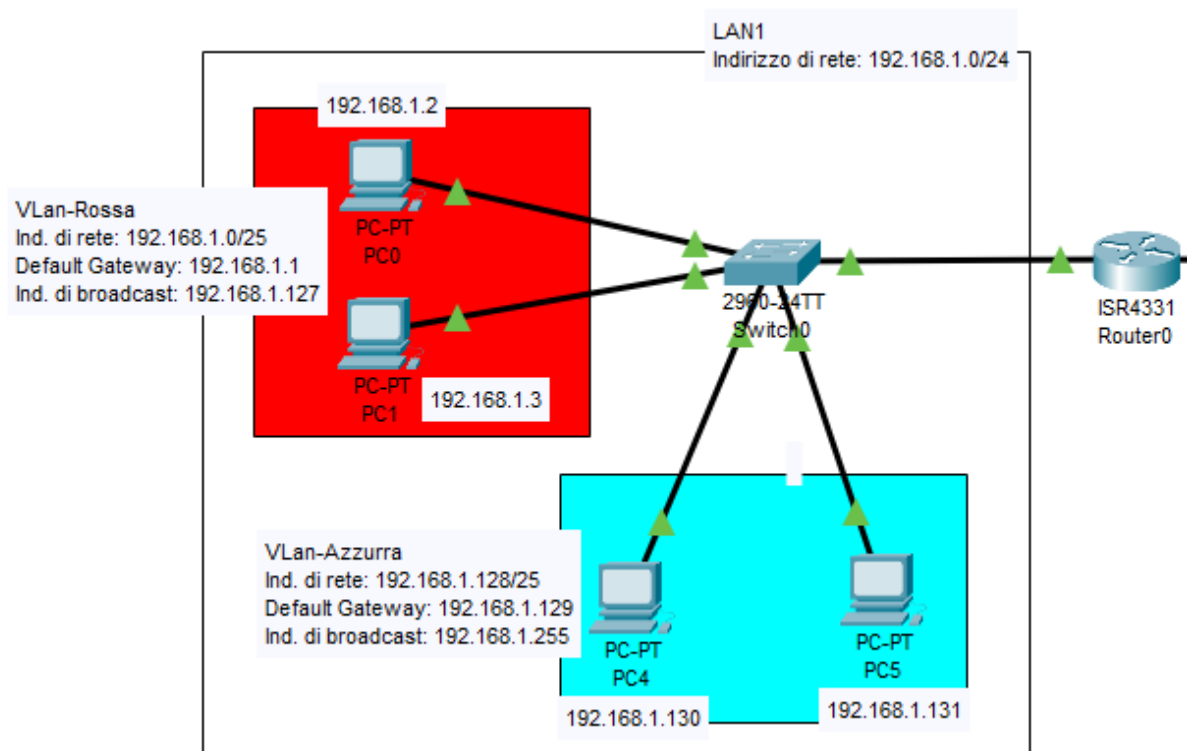 LAN1
Indirizzo di rete: 192.168.1.0/24
192.168.1.2
PC-PT
PC0
VLan-Rossa
Ind. di rete: 192.168.1.0/25
Default Gateway: 192.168.1.1
Ind. di broadcast: 192.168.1.127
PC-PT
PC1
192.168.1.3
2960-24TT
Switch0
ISR4331
Router0
VLan-Azzurra
Ind. di rete: 192.168.1.128/25
Default Gateway: 192.168.1.129
Ind. di broadcast: 192.168.1.255
PC-PT
PC4
192.168.1.130
PC-PT
PC5
192.168.1.131